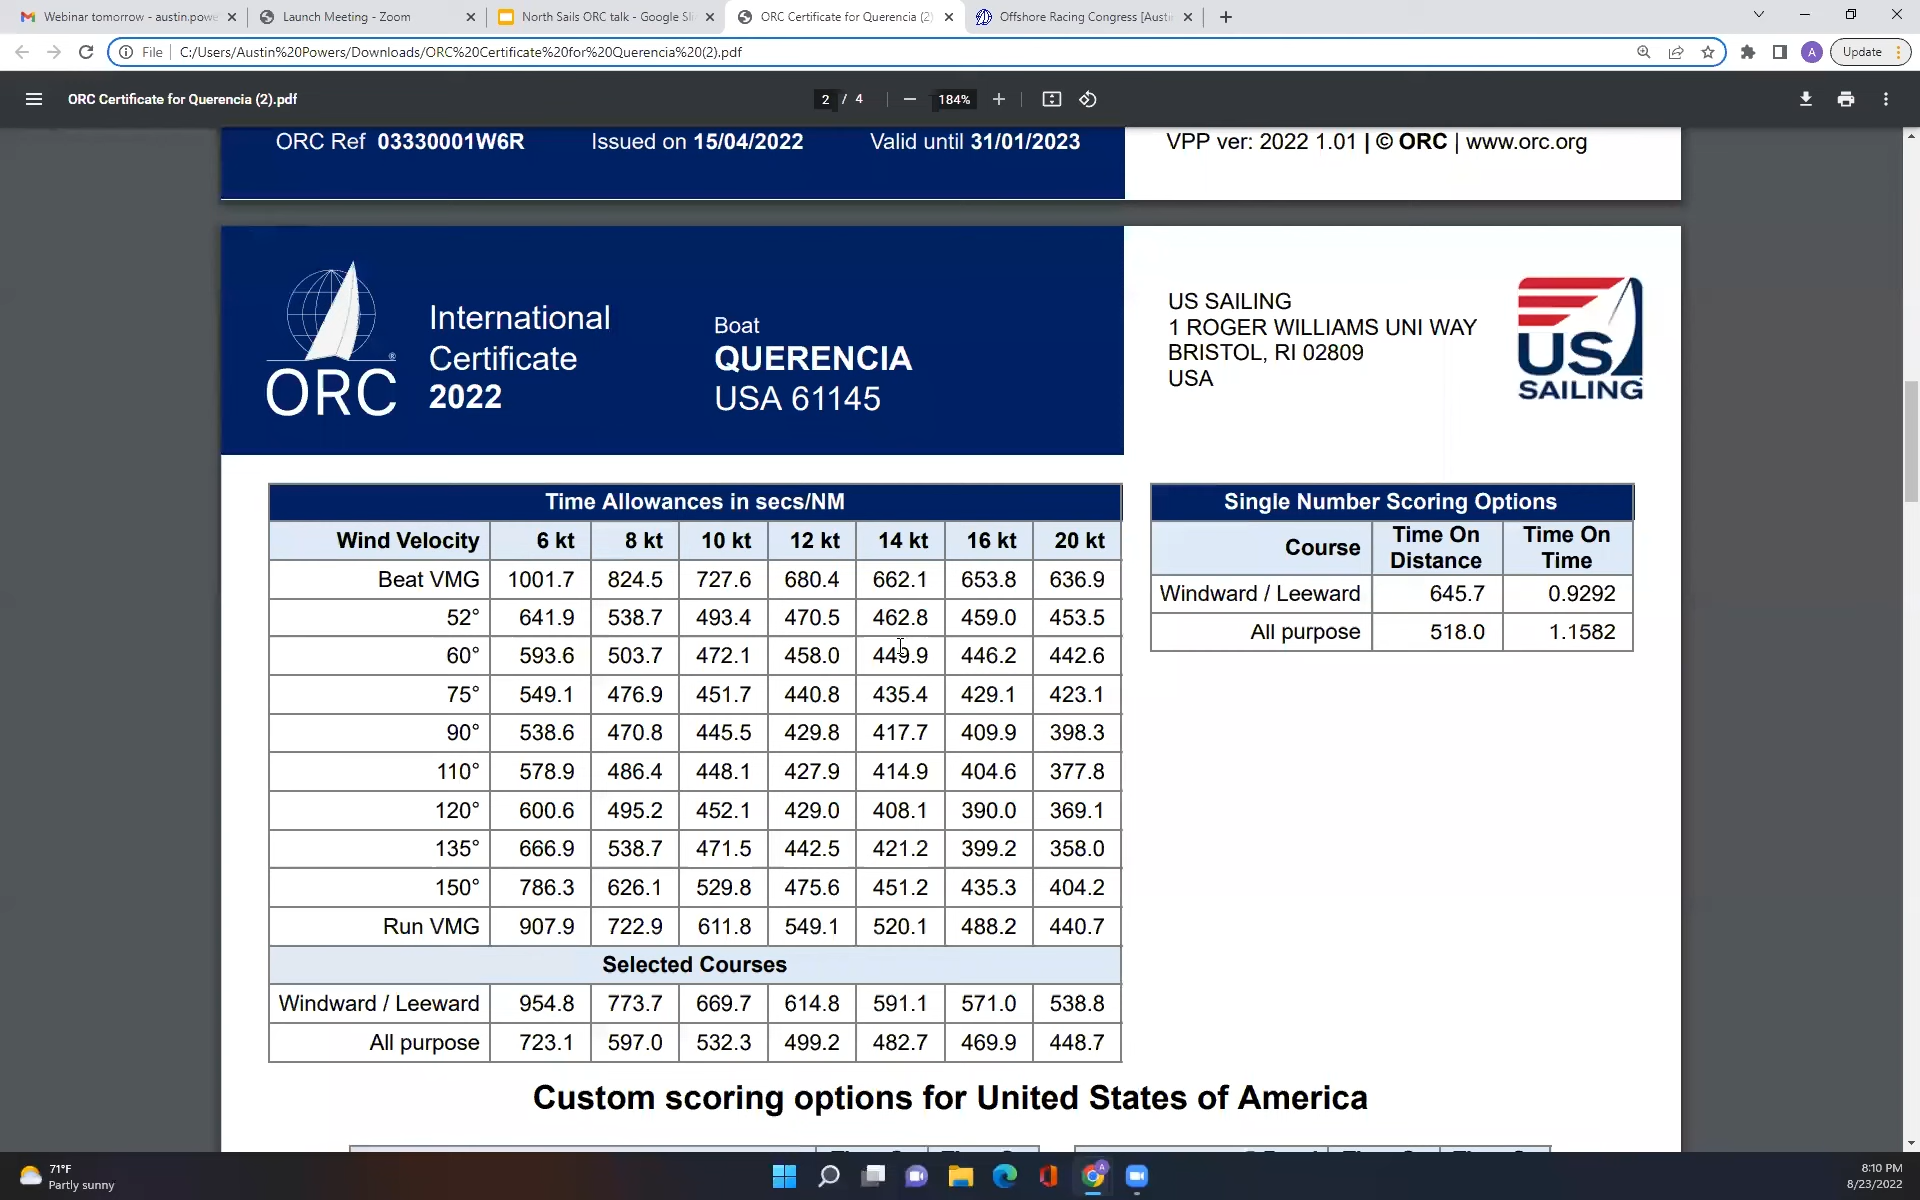 Webinar tomorrow - austin.powe
Launch Meeting - Zoom
North Sails ORC talk - Google Sli
ORC Certificate for Querencia (2)
Offshore Racing Congress [Austi
File C:/Users/Austin%20Powers/Downloads/ORC%20Certificate%20for%20Querencia%20(2).pdf
A
Update
ORC Certificate for Querencia (2).pdf
2 / 4
184%
ORC Ref 03330001W6R Issued on 15/04/2022 Valid until 31/01/2023
VPP ver: 2022 1.01 | © ORC | www.orc.org
ORC ®
International
Certificate
2022
Boat
QUERENCIA
USA 61145
US SAILING
1 ROGER WILLIAMS UNI WAY
BRISTOL, RI 02809
USA
US
SAILING
Time Allowances in secs/NM
Wind Velocity 6 kt 8 kt 10 kt 12 kt 14 kt 16 kt 20 kt
Beat VMG 1001.7 824.5 727.6 680.4 662.1 653.8 636.9
52° 641.9 538.7 493.4 470.5 462.8 459.0 453.5
60° 593.6 503.7 472.1 458.0 449.9 446.2 442.6
75° 549.1 476.9 451.7 440.8 435.4 429.1 423.1
90° 538.6 470.8 445.5 429.8 417.7 409.9 398.3
110° 578.9 486.4 448.1 427.9 414.9 404.6 377.8
120° 600.6 495.2 452.1 429.0 408.1 390.0 369.1
135° 666.9 538.7 471.5 442.5 421.2 399.2 358.0
150° 786.3 626.1 529.8 475.6 451.2 435.3 404.2
Run VMG 907.9 722.9 611.8 549.1 520.1 488.2 440.7
Selected Courses
Windward / Leeward 954.8 773.7 669.7 614.8 591.1 571.0 538.8
All purpose 723.1 597.0 532.3 499.2 482.7 469.9 448.7
Single Number Scoring Options
Course Time On Distance Time On Time
Windward / Leeward 645.7 0.9292
All purpose 518.0 1.1582
Custom scoring options for United States of America
71°F
Partly sunny
8:10 PM
8/23/2022